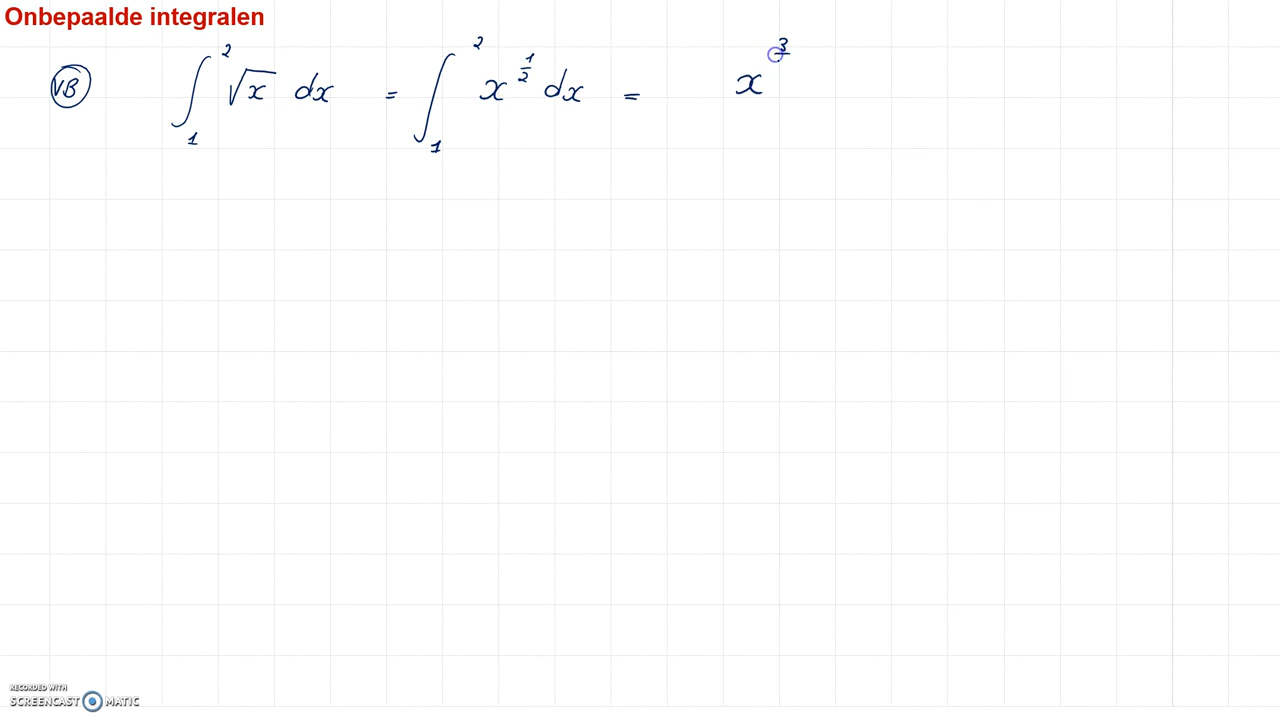 Onbepaalde integralen
VB ∫₁² √x dx = ∫₁² x^(1/2) dx = x^(3/
RECORDED WITH
SCREENCAST MATIC